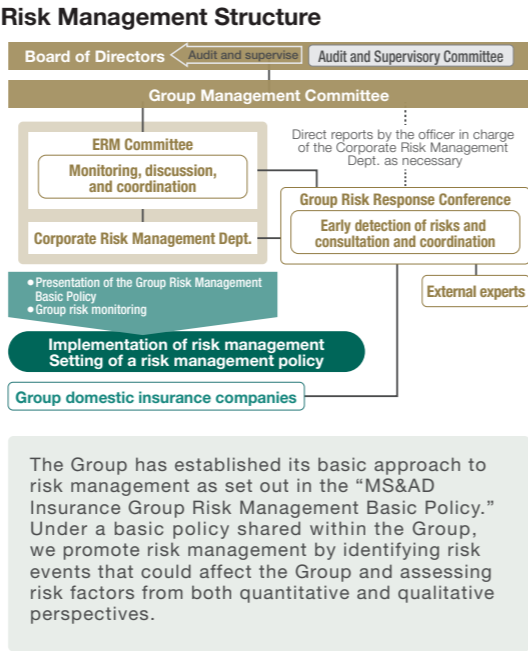 Risk Management Structure
Board of Directors
Audit and supervise
Audit and Supervisory Committee
Group Management Committee
ERM Committee
Monitoring, discussion,
and coordination
Corporate Risk Management Dept.
Direct reports by the officer in charge
of the Corporate Risk Management
Dept. as necessary
Group Risk Response Conference
Early detection of risks and
consultation and coordination
External experts
●Presentation of the Group Risk Management
Basic Policy
●Group risk monitoring
Implementation of risk management
Setting of a risk management policy
Group domestic insurance companies
The Group has established its basic approach to
risk management as set out in the “MS&AD
Insurance Group Risk Management Basic Policy.”
Under a basic policy shared within the Group,
we promote risk management by identifying risk
events that could affect the Group and assessing
risk factors from both quantitative and qualitative
perspectives.